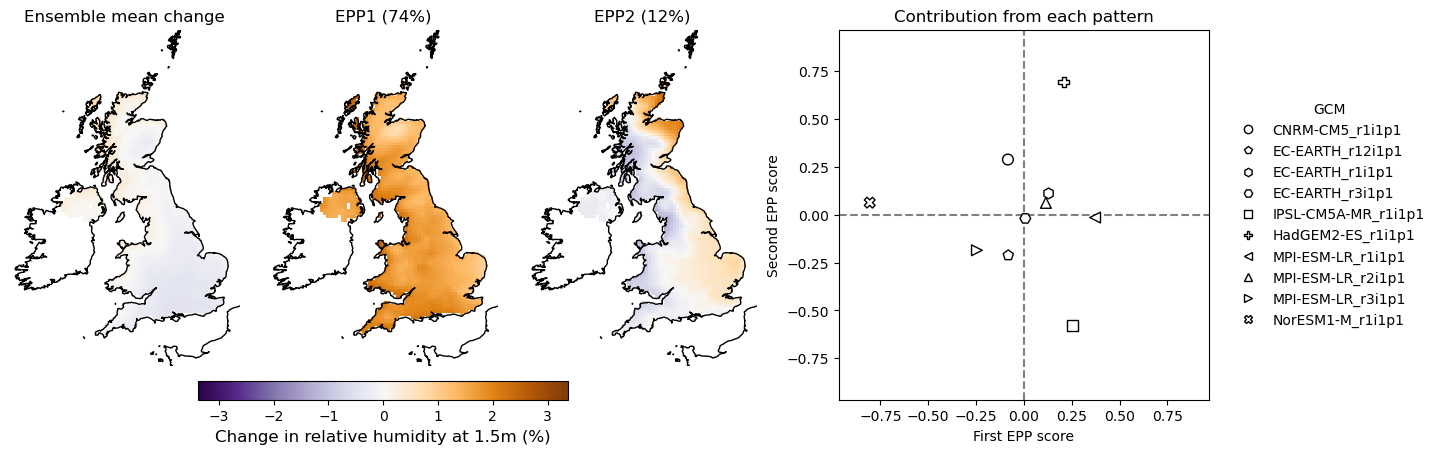 Ensemble mean change
EPP1 (74%)
EPP2 (12%)
Contribution from each pattern
−3 −2 −1 0 1 2 3
Change in relative humidity at 1.5m (%)
Second EPP score
0.75
0.50
0.25
0.00
−0.25
−0.50
−0.75
−0.75 −0.50 −0.25 0.00 0.25 0.50 0.75
First EPP score
GCM
CNRM-CM5_r1i1p1
EC-EARTH_r12i1p1
EC-EARTH_r1i1p1
EC-EARTH_r3i1p1
IPSL-CM5A-MR_r1i1p1
HadGEM2-ES_r1i1p1
MPI-ESM-LR_r1i1p1
MPI-ESM-LR_r2i1p1
MPI-ESM-LR_r3i1p1
NorESM1-M_r1i1p1